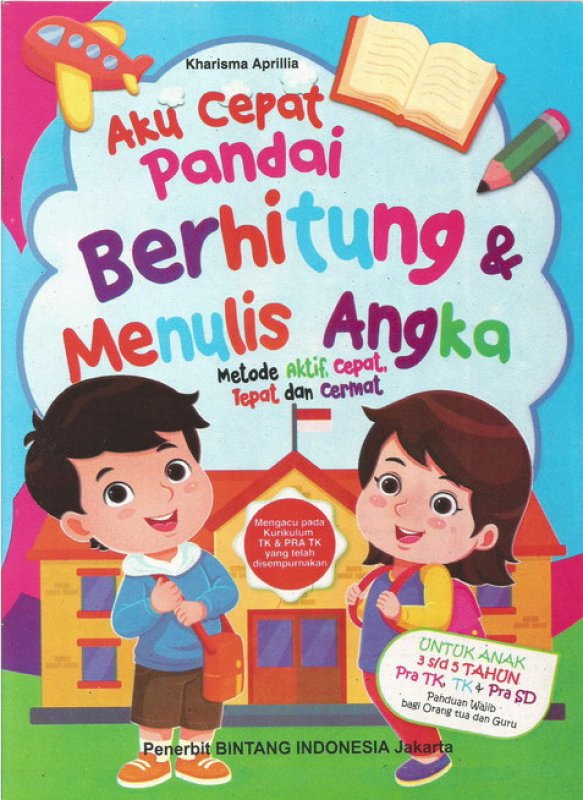 Kharisma Aprillia
Aku Cepat
Pandai
Berhitung &
Menulis Angka
Metode Aktif, Cepat,
Tepat dan Cermat
Mengacu pada
Kurikulum
TK & PRA TK
yang telah
disempurnakan
UNTUK ANAK
3 s/d 5 TAHUN
Pra TK, TK & Pra SD
Panduan Wajib
bagi Orang tua dan Guru
Penerbit BINTANG INDONESIA Jakarta